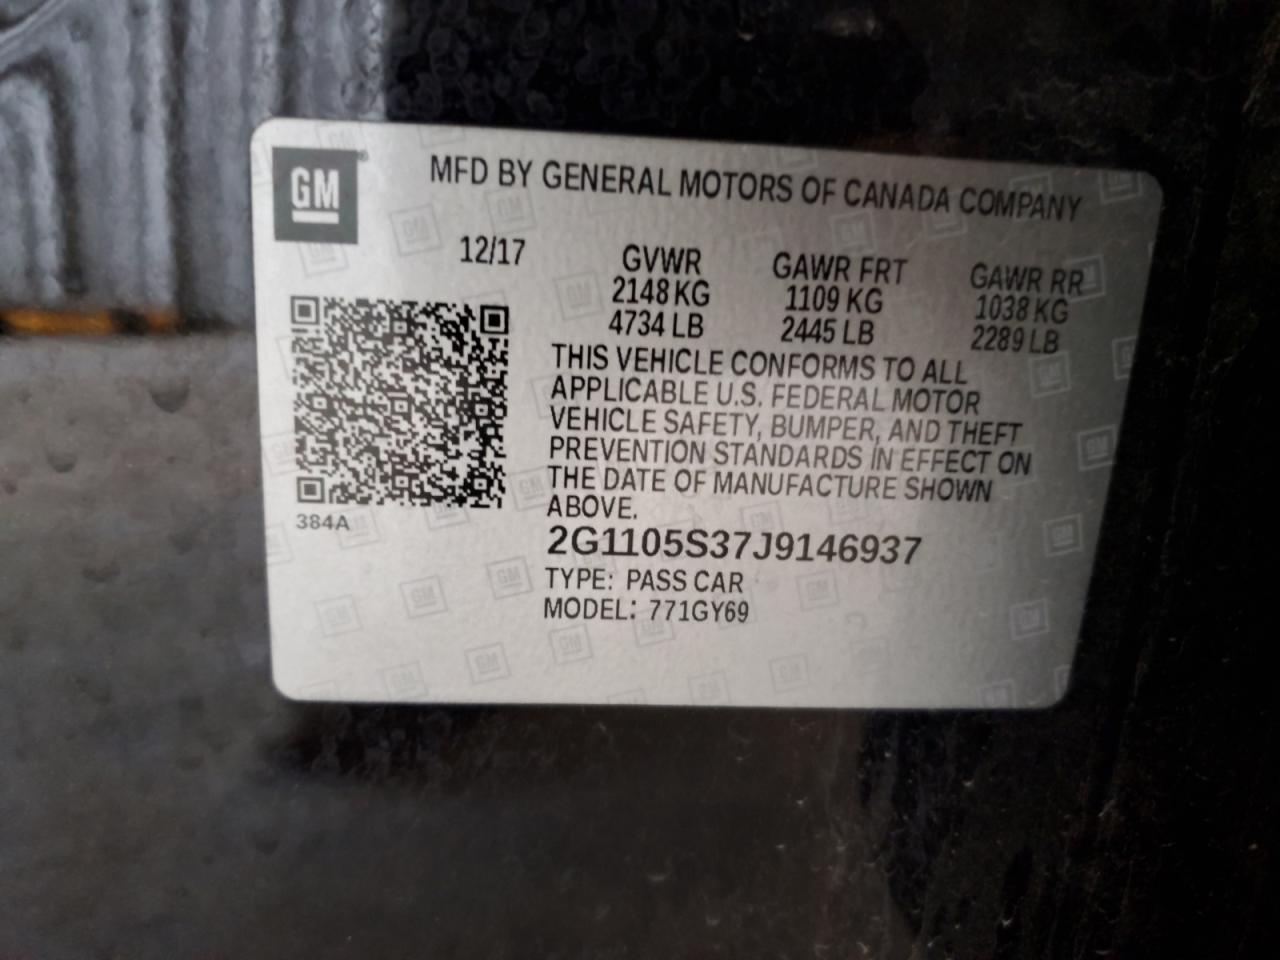 GM
MFD BY GENERAL MOTORS OF CANADA COMPANY
12/17
GVWR GAWR FRT GAWR RR
2148 KG 1109 KG 1038 KG
4734 LB 2445 LB 2289 LB
THIS VEHICLE CONFORMS TO ALL
APPLICABLE U.S. FEDERAL MOTOR
VEHICLE SAFETY, BUMPER, AND THEFT
PREVENTION STANDARDS IN EFFECT ON
THE DATE OF MANUFACTURE SHOWN
ABOVE.
384A
2G1105S37J9146937
TYPE: PASS CAR
MODEL: 771GY69